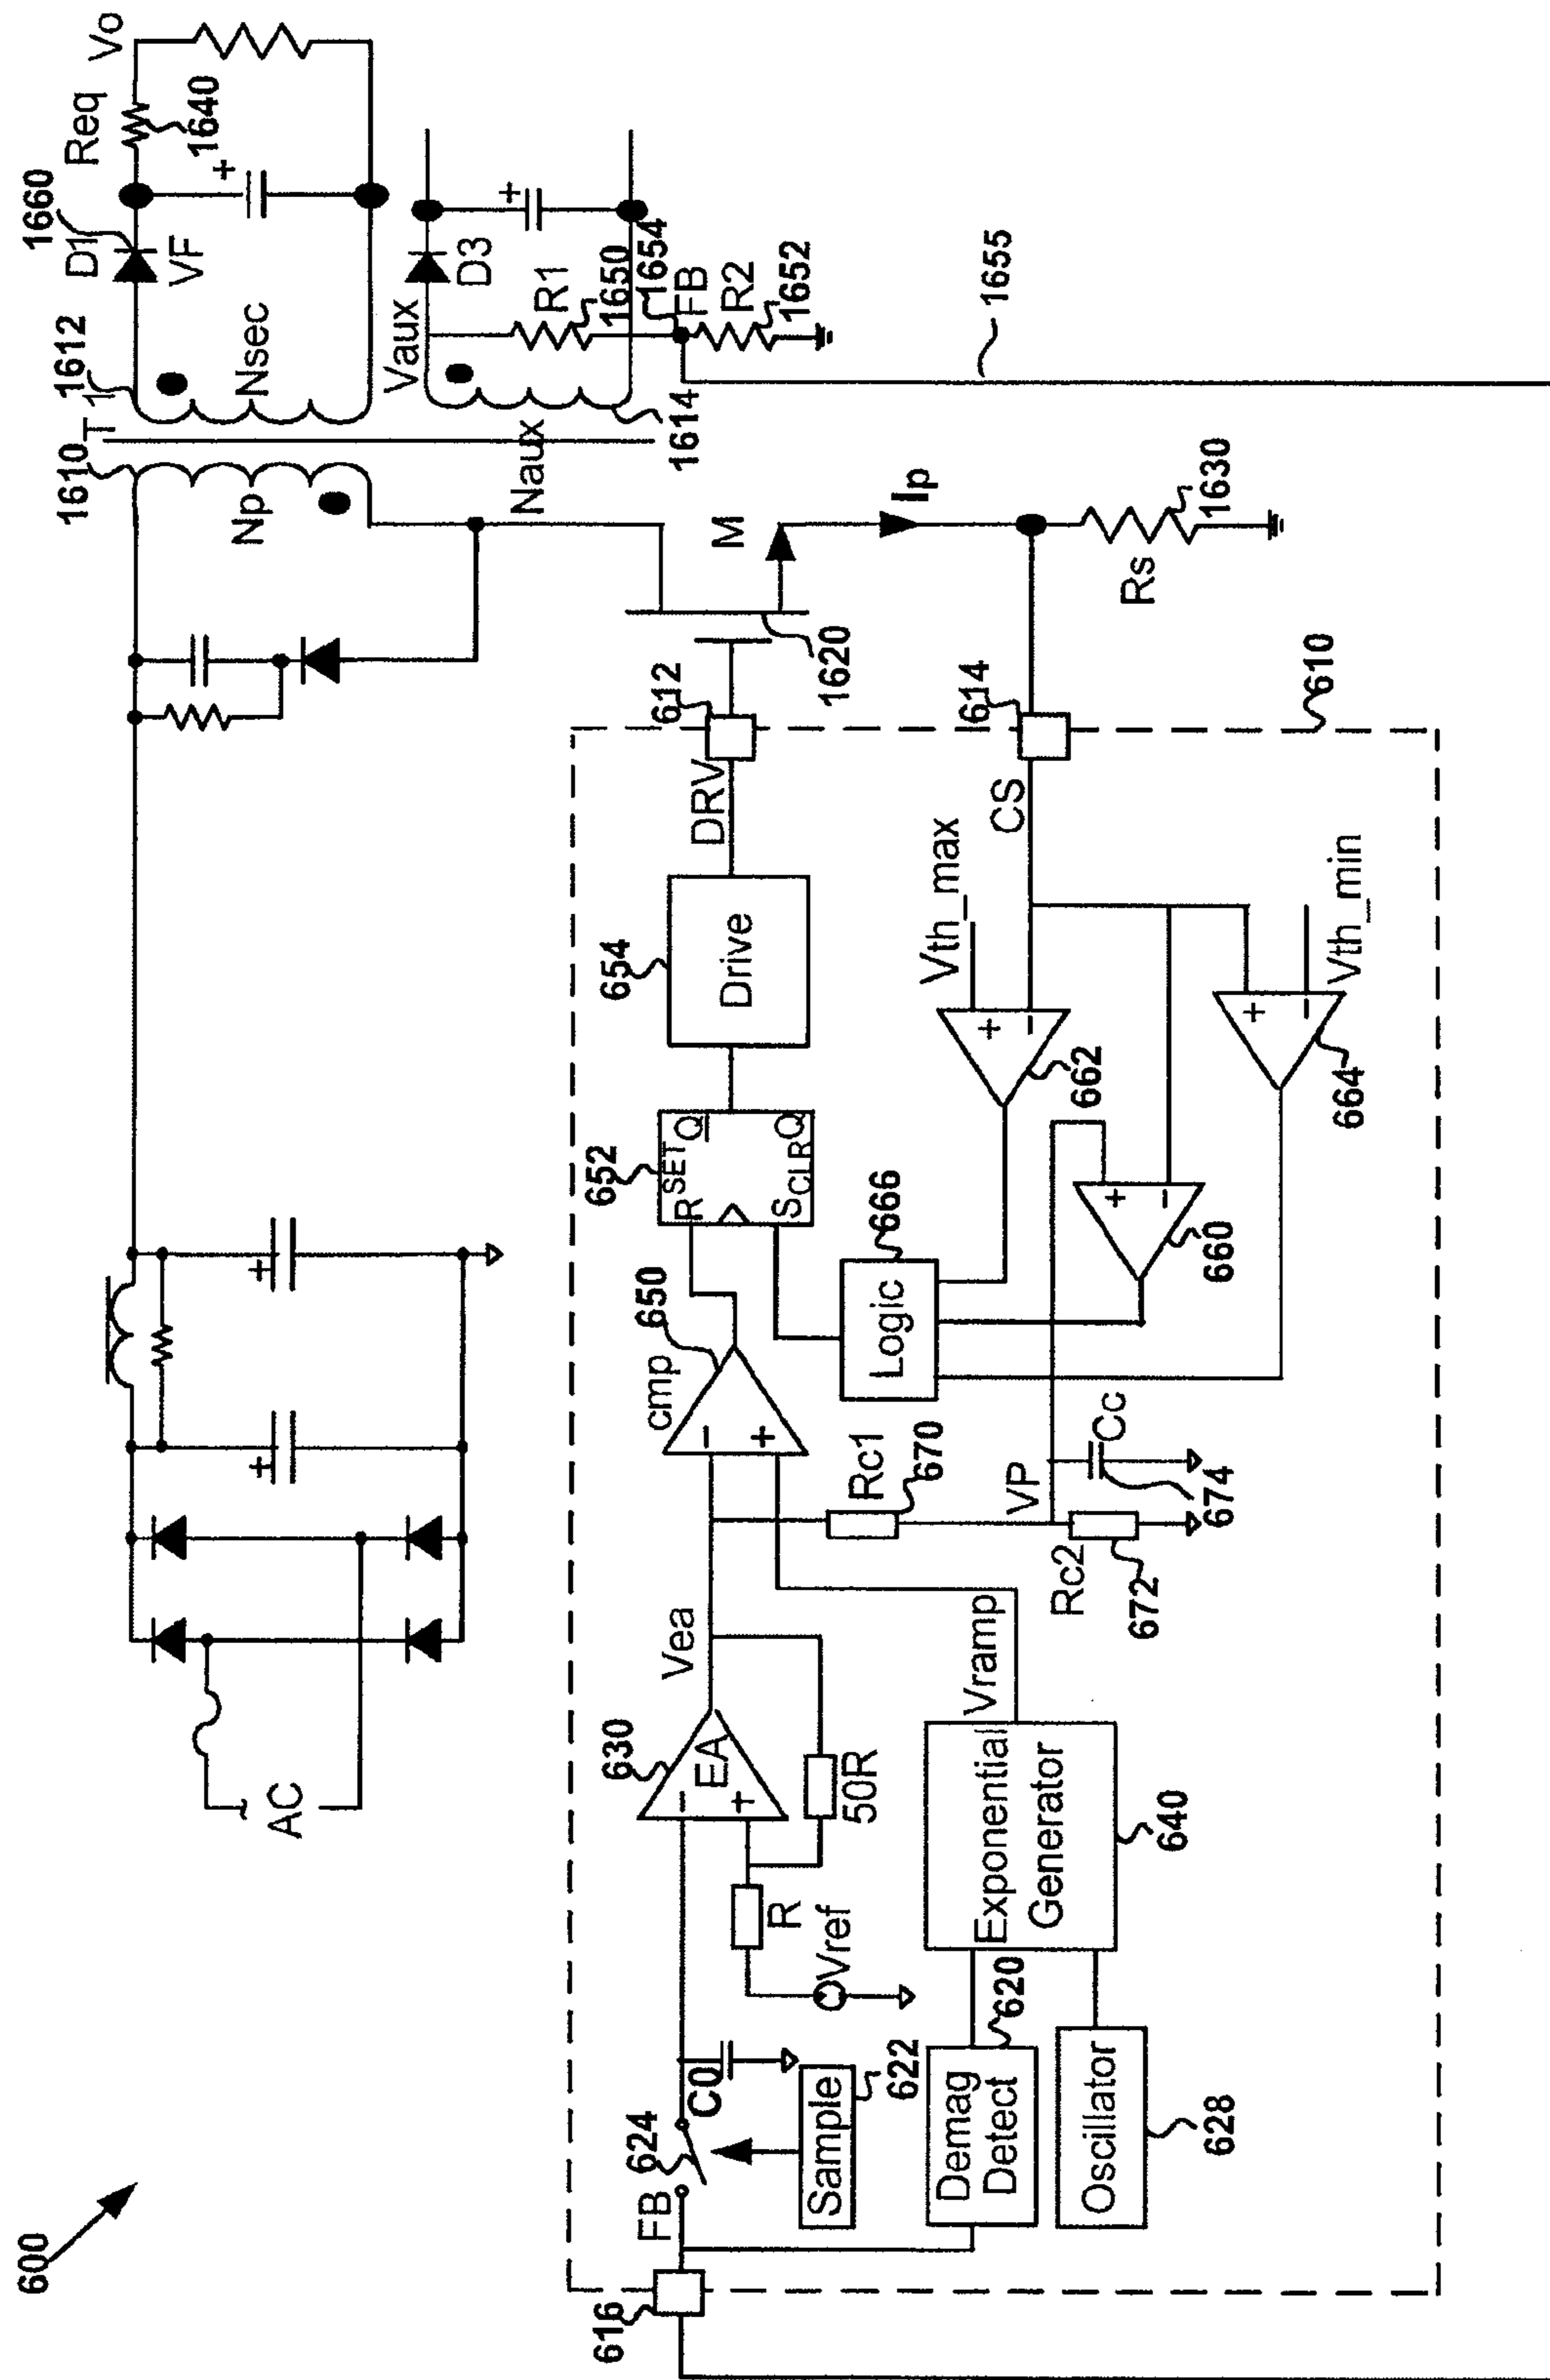 600
AC
1610
T1
1612
Np
Nsec
D1
1660
VF
Req
1640
Vo
Vaux
D3
R1
1650
1654
FB
R2
1652
Naux
1614
1655
M
1620
Ip
Rs
1630
610
616
FB
624
C0
Sample
622
630
EA
Vea
50R
R
Vref
Demag
Detect
620
Oscillator
628
Exponential
Generator
640
Vramp
cmp
650
Rc1
670
Rc2
672
VP
Cc
674
652
R
SET
Q
S
CLR
Q
654
Drive
DRV
612
Logic
666
660
662
664
Vth_max
Vth_min
CS
614
+
+
+
+
−
+
−
+
+
−
+
−
+
−